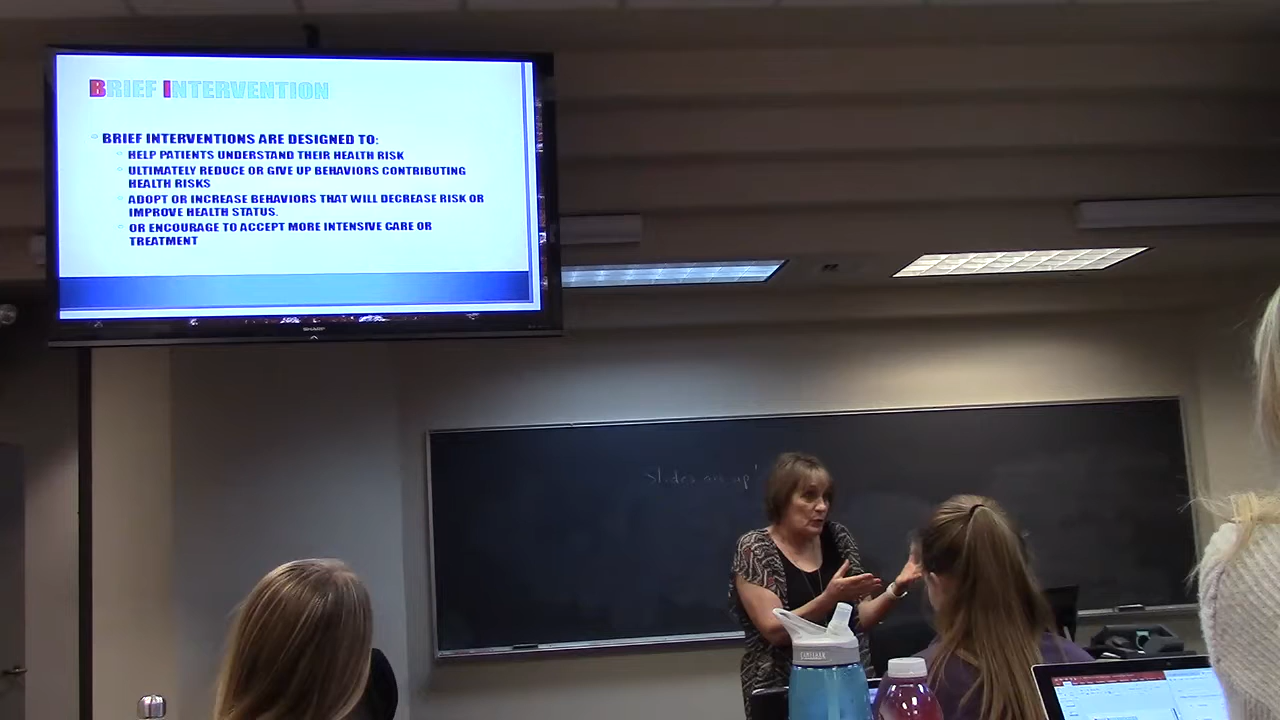 BRIEF INTERVENTION
BRIEF INTERVENTIONS ARE DESIGNED TO:
HELP PATIENTS UNDERSTAND THEIR HEALTH RISK
ULTIMATELY REDUCE OR GIVE UP BEHAVIORS CONTRIBUTING
HEALTH RISKS
ADOPT OR INCREASE BEHAVIORS THAT WILL DECREASE RISK OR
IMPROVE HEALTH STATUS.
OR ENCOURAGE TO ACCEPT MORE INTENSIVE CARE OR
TREATMENT
SHARP
Slides are up!
CAMELBAK